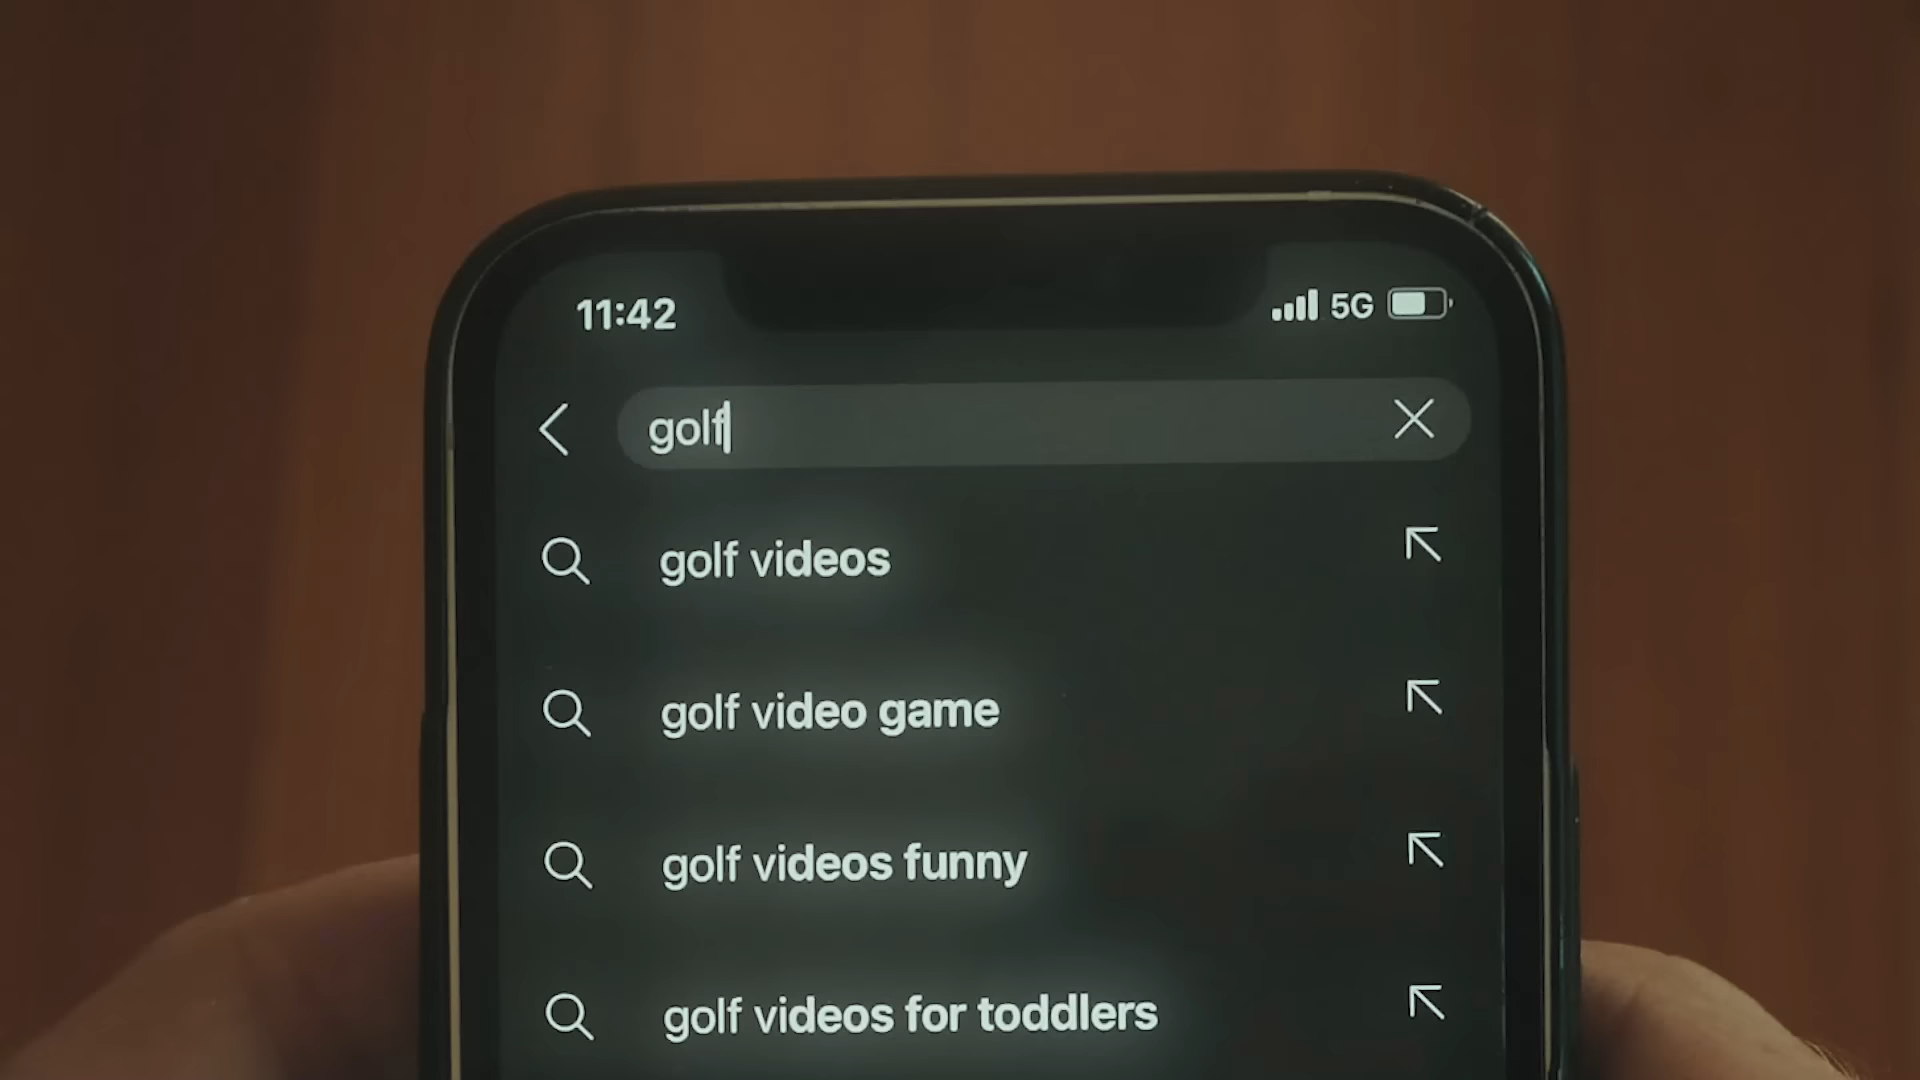 11:42
5G
golf
golf videos
golf video game
golf videos funny
golf videos for toddlers